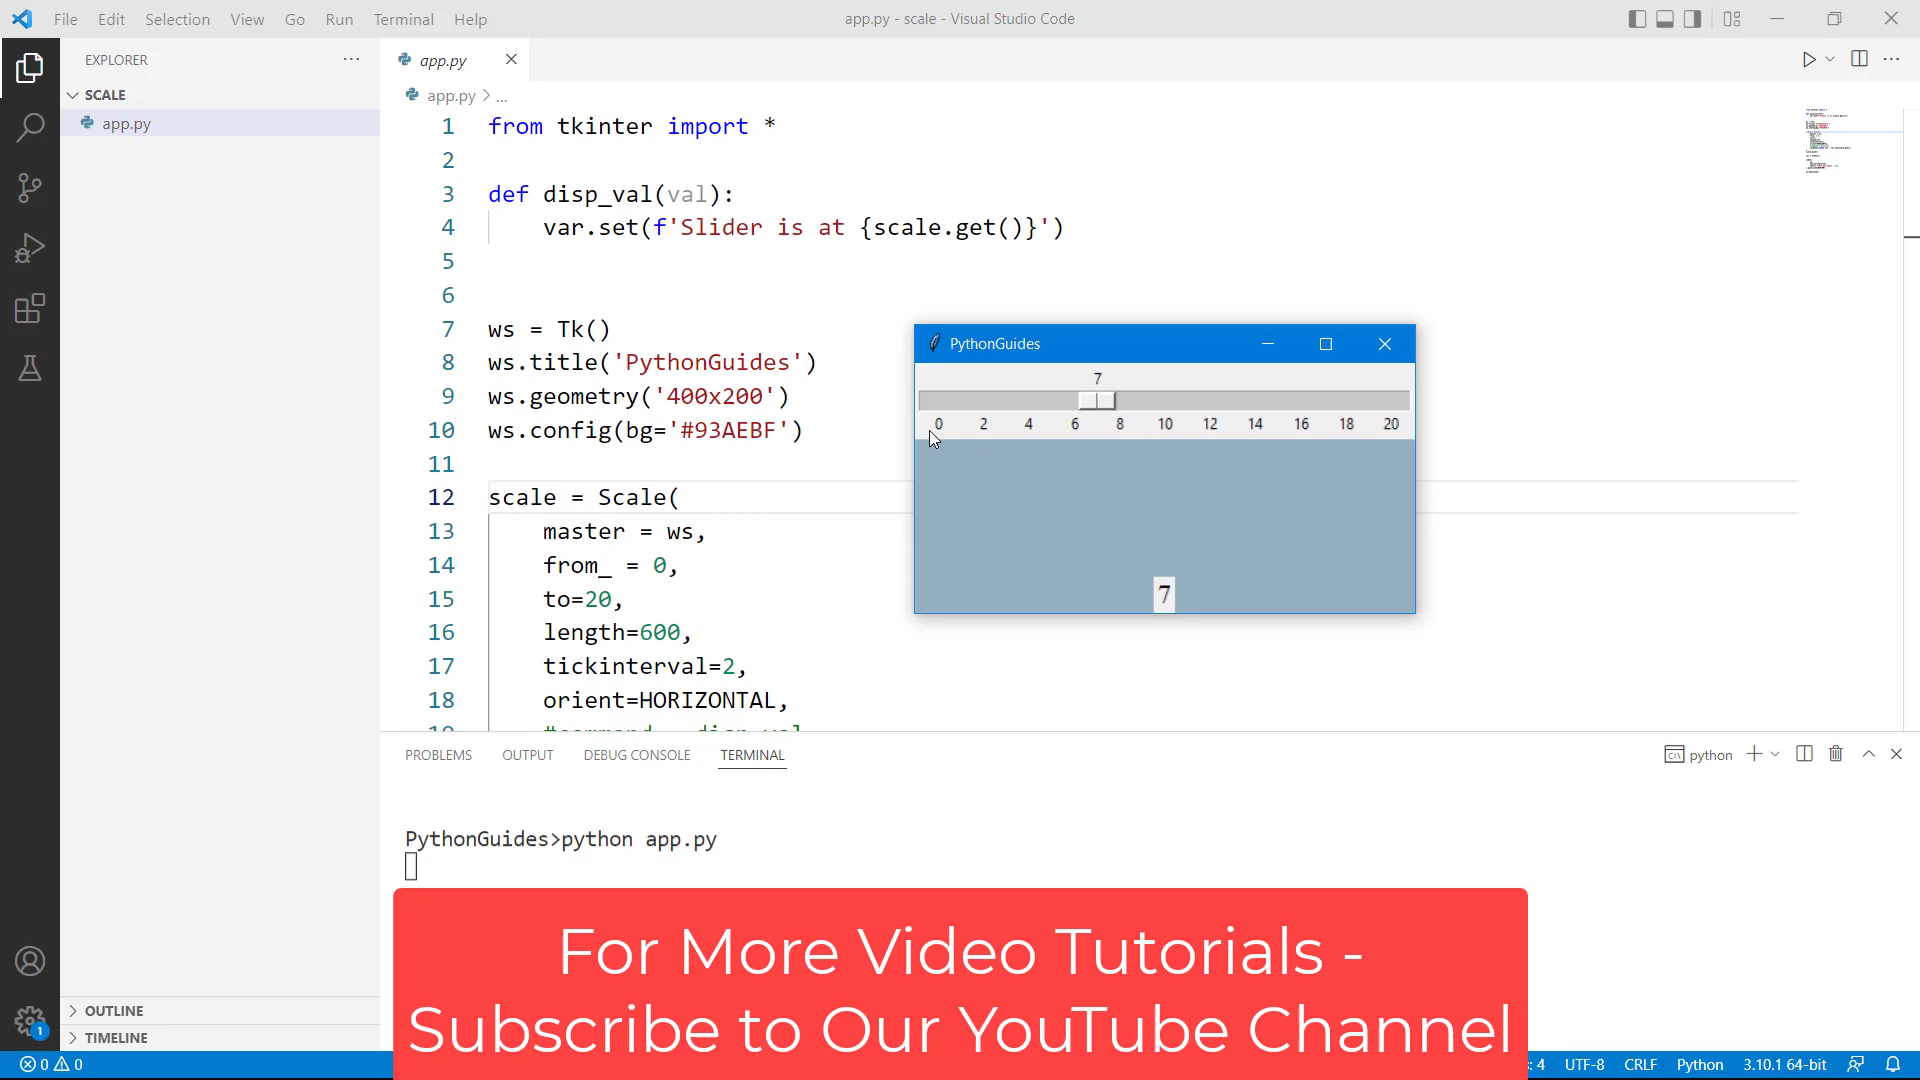 File Edit Selection View Go Run Terminal Help
app.py - scale - Visual Studio Code
EXPLORER
SCALE
app.py
app.py
app.py > ...
1 from tkinter import *
2
3 def disp_val(val):
4 var.set(f'Slider is at {scale.get()}')
5
6
7 ws = Tk()
8 ws.title('PythonGuides')
9 ws.geometry('400x200')
10 ws.config(bg='#93AEBF')
11
12 scale = Scale(
13 master = ws,
14 from_ = 0,
15 to=20,
16 length=600,
17 tickinterval=2,
18 orient=HORIZONTAL,
PythonGuides
7
0 2 4 6 8 10 12 14 16 18 20
7
PROBLEMS OUTPUT DEBUG CONSOLE TERMINAL
python
PythonGuides>python app.py
OUTLINE
TIMELINE
1
For More Video Tutorials -
Subscribe to Our YouTube Channel
0 0
: 4 UTF-8 CRLF Python 3.10.1 64-bit